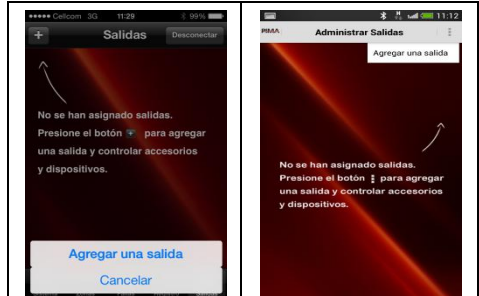 Cellcom 3G 11:29 99%
+ Salidas Desconectar
No se han asignado salidas.
Presione el botón + para agregar
una salida y controlar accesorios
y dispositivos.
Agregar una salida
Cancelar
11:12
PIMA Administrar Salidas
Agregar una salida
No se han asignado salidas.
Presione el botón para agregar
una salida y controlar accesorios
y dispositivos.